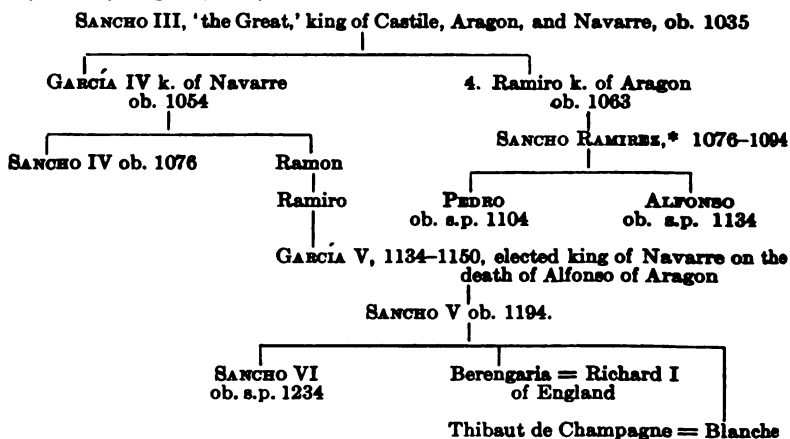 SANCHO III, 'the Great,' king of Castile, Aragon, and Navarre, ob. 1035
GARCÍA IV k. of Navarre
ob. 1054
4. Ramiro k. of Aragon
ob. 1063
SANCHO RAMIREZ,* 1076–1094
SANCHO IV ob. 1076
Ramon
Ramiro
PEDRO
ob. s.p. 1104
ALFONSO
ob. s.p. 1134
GARCÍA V, 1134–1150, elected king of Navarre on the
death of Alfonso of Aragon
SANCHO V ob. 1194.
SANCHO VI
ob. s.p. 1234
Berengaria = Richard I
of England
Thibaut de Champagne = Blanche